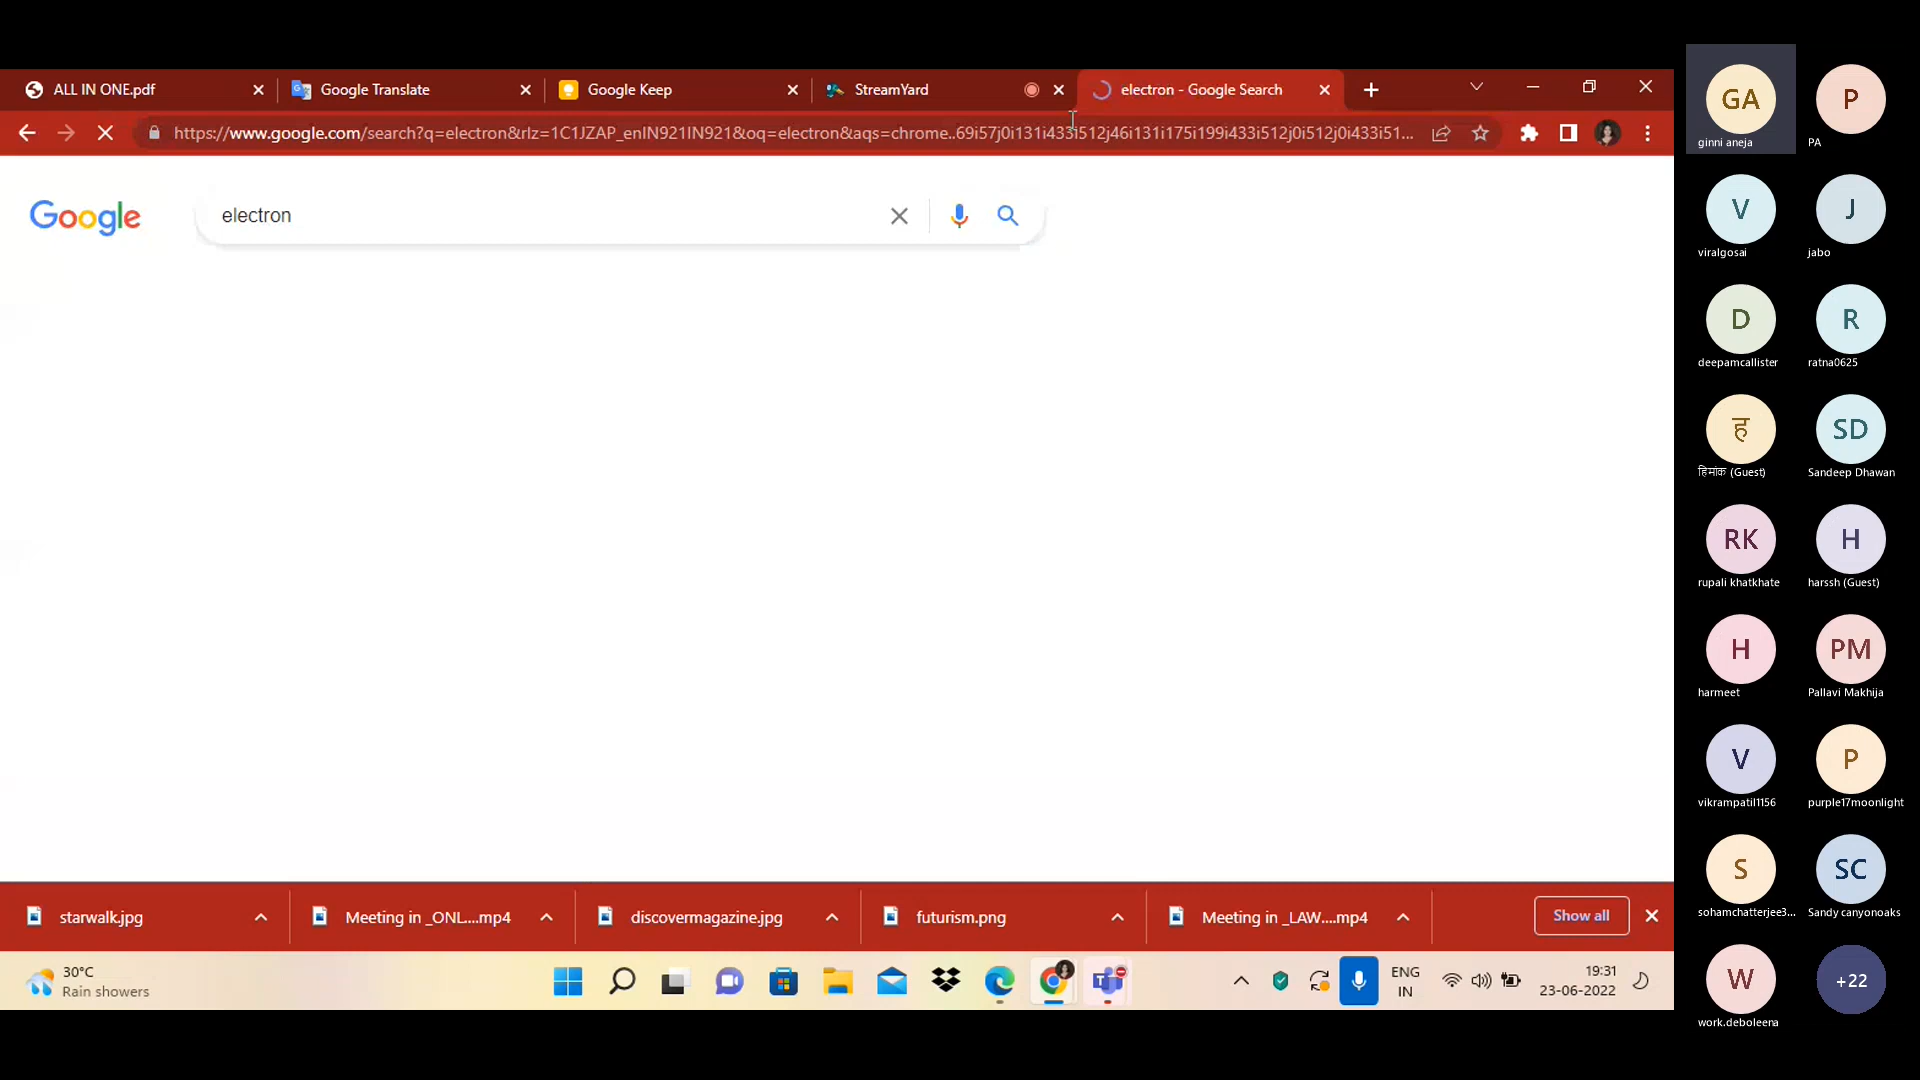 ALL IN ONE.pdf
Google Translate
Google Keep
StreamYard
electron - Google Search
https://www.google.com/search?q=electron&rlz=1C1JZAP_enIN921IN921&oq=electron&aqs=chrome..69i57j0i131i433i512j46i131i175i199i433i512j0i512j0i433i51...
Google
electron
starwalk.jpg
Meeting in _ONL....mp4
discovermagazine.jpg
futurism.png
Meeting in _LAW....mp4
Show all
30°C
Rain showers
ENG
IN
19:31
23-06-2022
GA
ginni aneja
P
PA
V
viralgosai
J
jabo
D
deepamcallister
R
ratna0625
ह
हिमांक (Guest)
SD
Sandeep Dhawan
RK
rupali khatkhate
H
harssh (Guest)
H
harmeet
PM
Pallavi Makhija
V
vikrampatil1156
P
purple17moonlight
S
sohamchatterjee3...
SC
Sandy canyonoaks
W
work.deboleena
+22